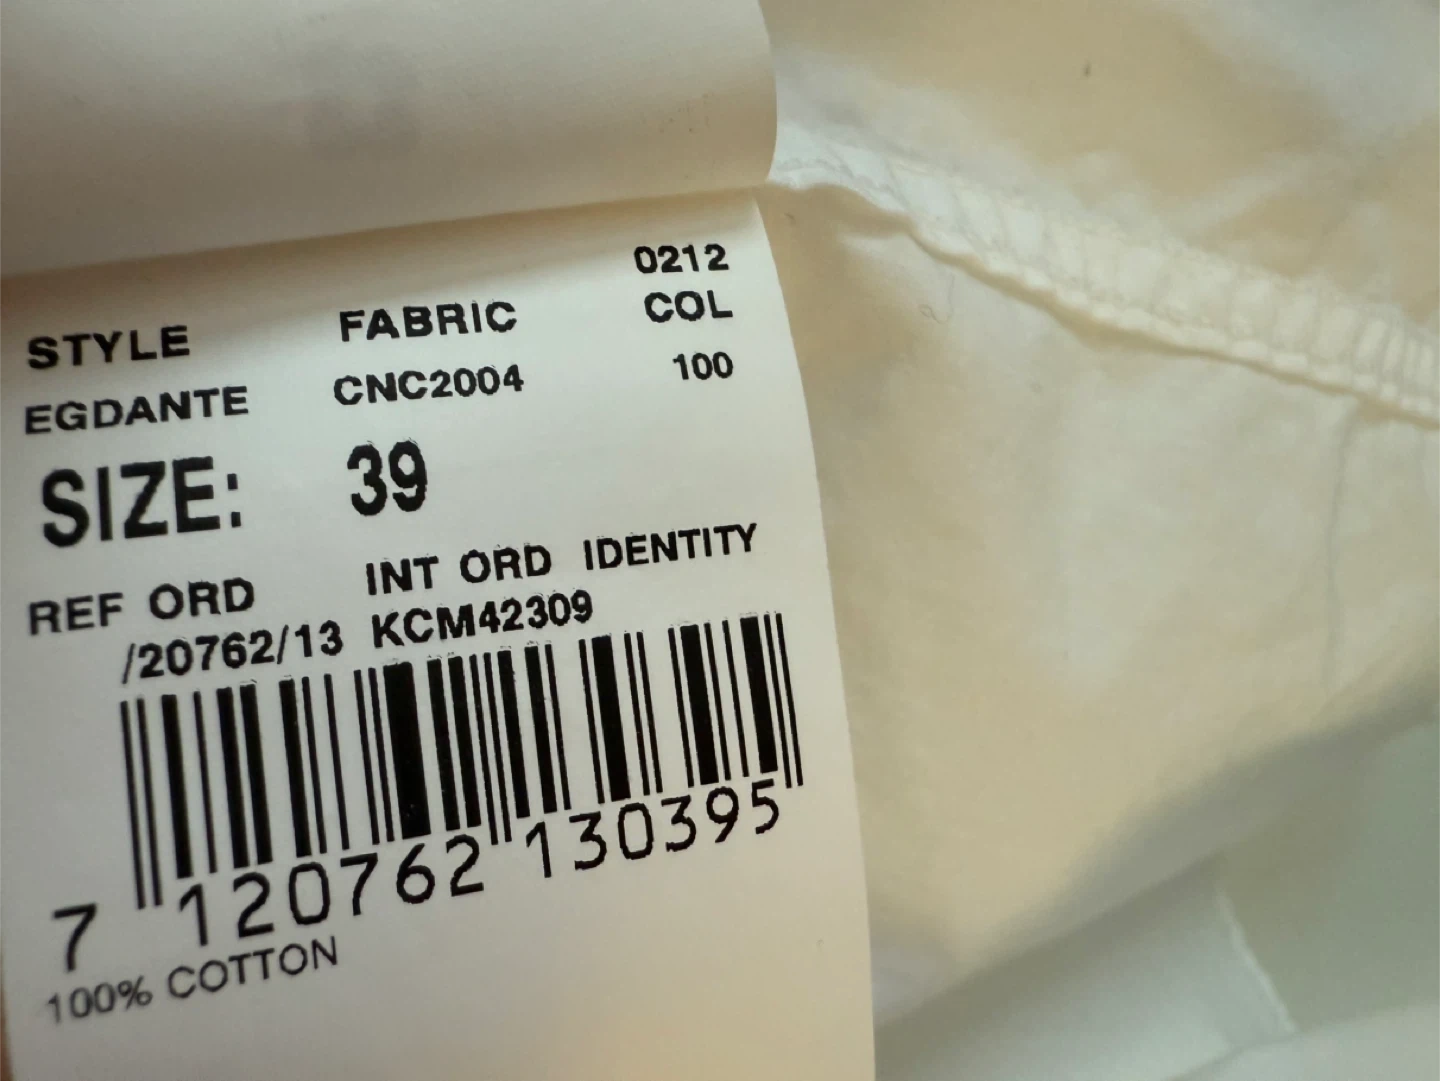 0212
STYLE FABRIC COL
EGDANTE CNC2004 100
SIZE: 39
REF ORD INT ORD IDENTITY
/20762/13 KCM42309
7 120762 130395
100% COTTON